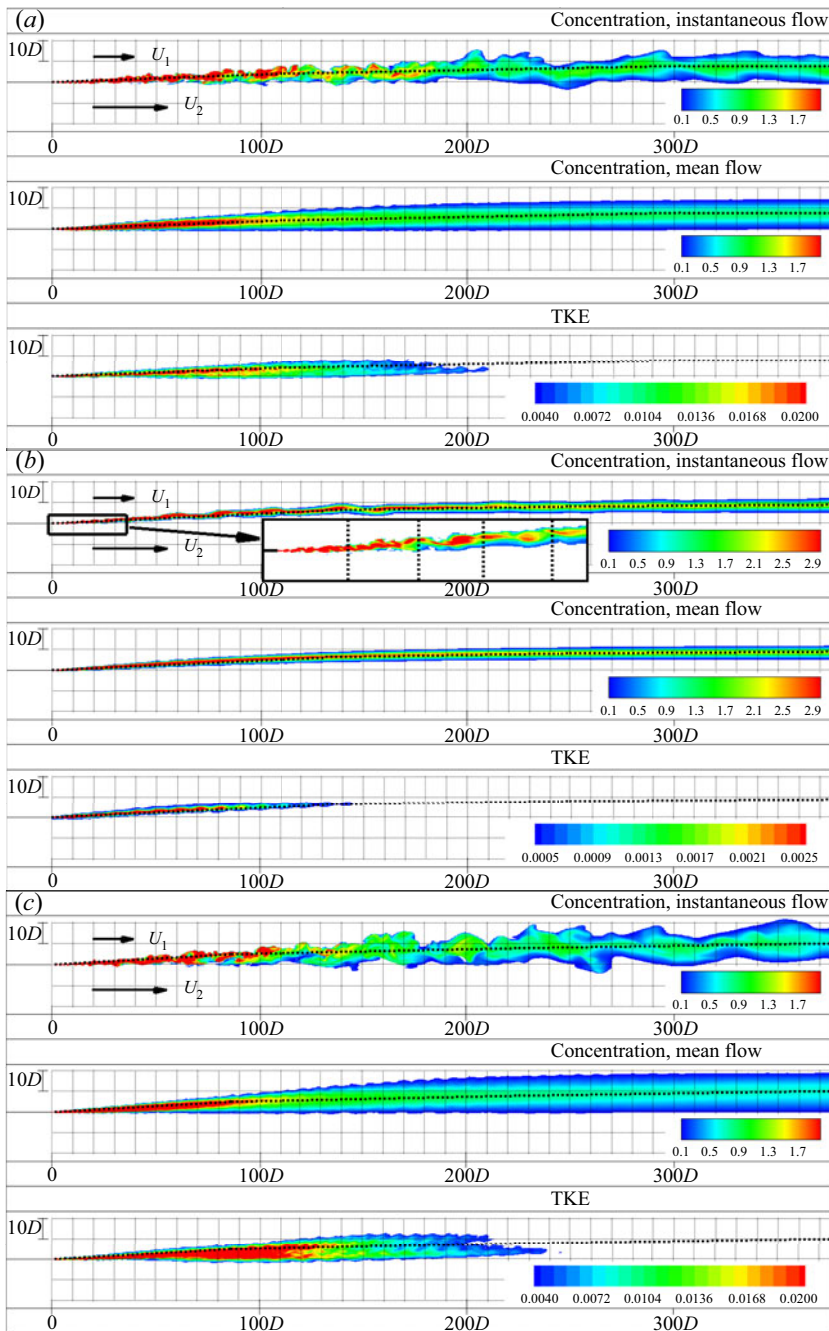 (a)
Concentration, instantaneous flow
10D
U1
U2
0.1 0.5 0.9 1.3 1.7
0 100D 200D 300D
Concentration, mean flow
10D
0.1 0.5 0.9 1.3 1.7
0 100D 200D 300D
TKE
10D
0.0040 0.0072 0.0104 0.0136 0.0168 0.0200
0 100D 200D 300D
(b)
Concentration, instantaneous flow
10D
U1
U2
0.1 0.5 0.9 1.7 2.1 2.5 2.9
0 100D 200D 300D
Concentration, mean flow
10D
0.1 0.5 0.9 1.7 2.1 2.5 2.9
0 100D 200D 300D
TKE
10D
0.0005 0.0009 0.0013 0.0017 0.0021 0.0025
0 100D 200D 300D
(c)
Concentration, instantaneous flow
10D
U1
U2
0.1 0.5 0.9 1.3 1.7
0 100D 200D 300D
Concentration, mean flow
10D
0.1 0.5 0.9 1.3 1.7
0 100D 200D 300D
TKE
10D
0.0040 0.0072 0.0104 0.0136 0.0168 0.0200
0 100D 200D 300D